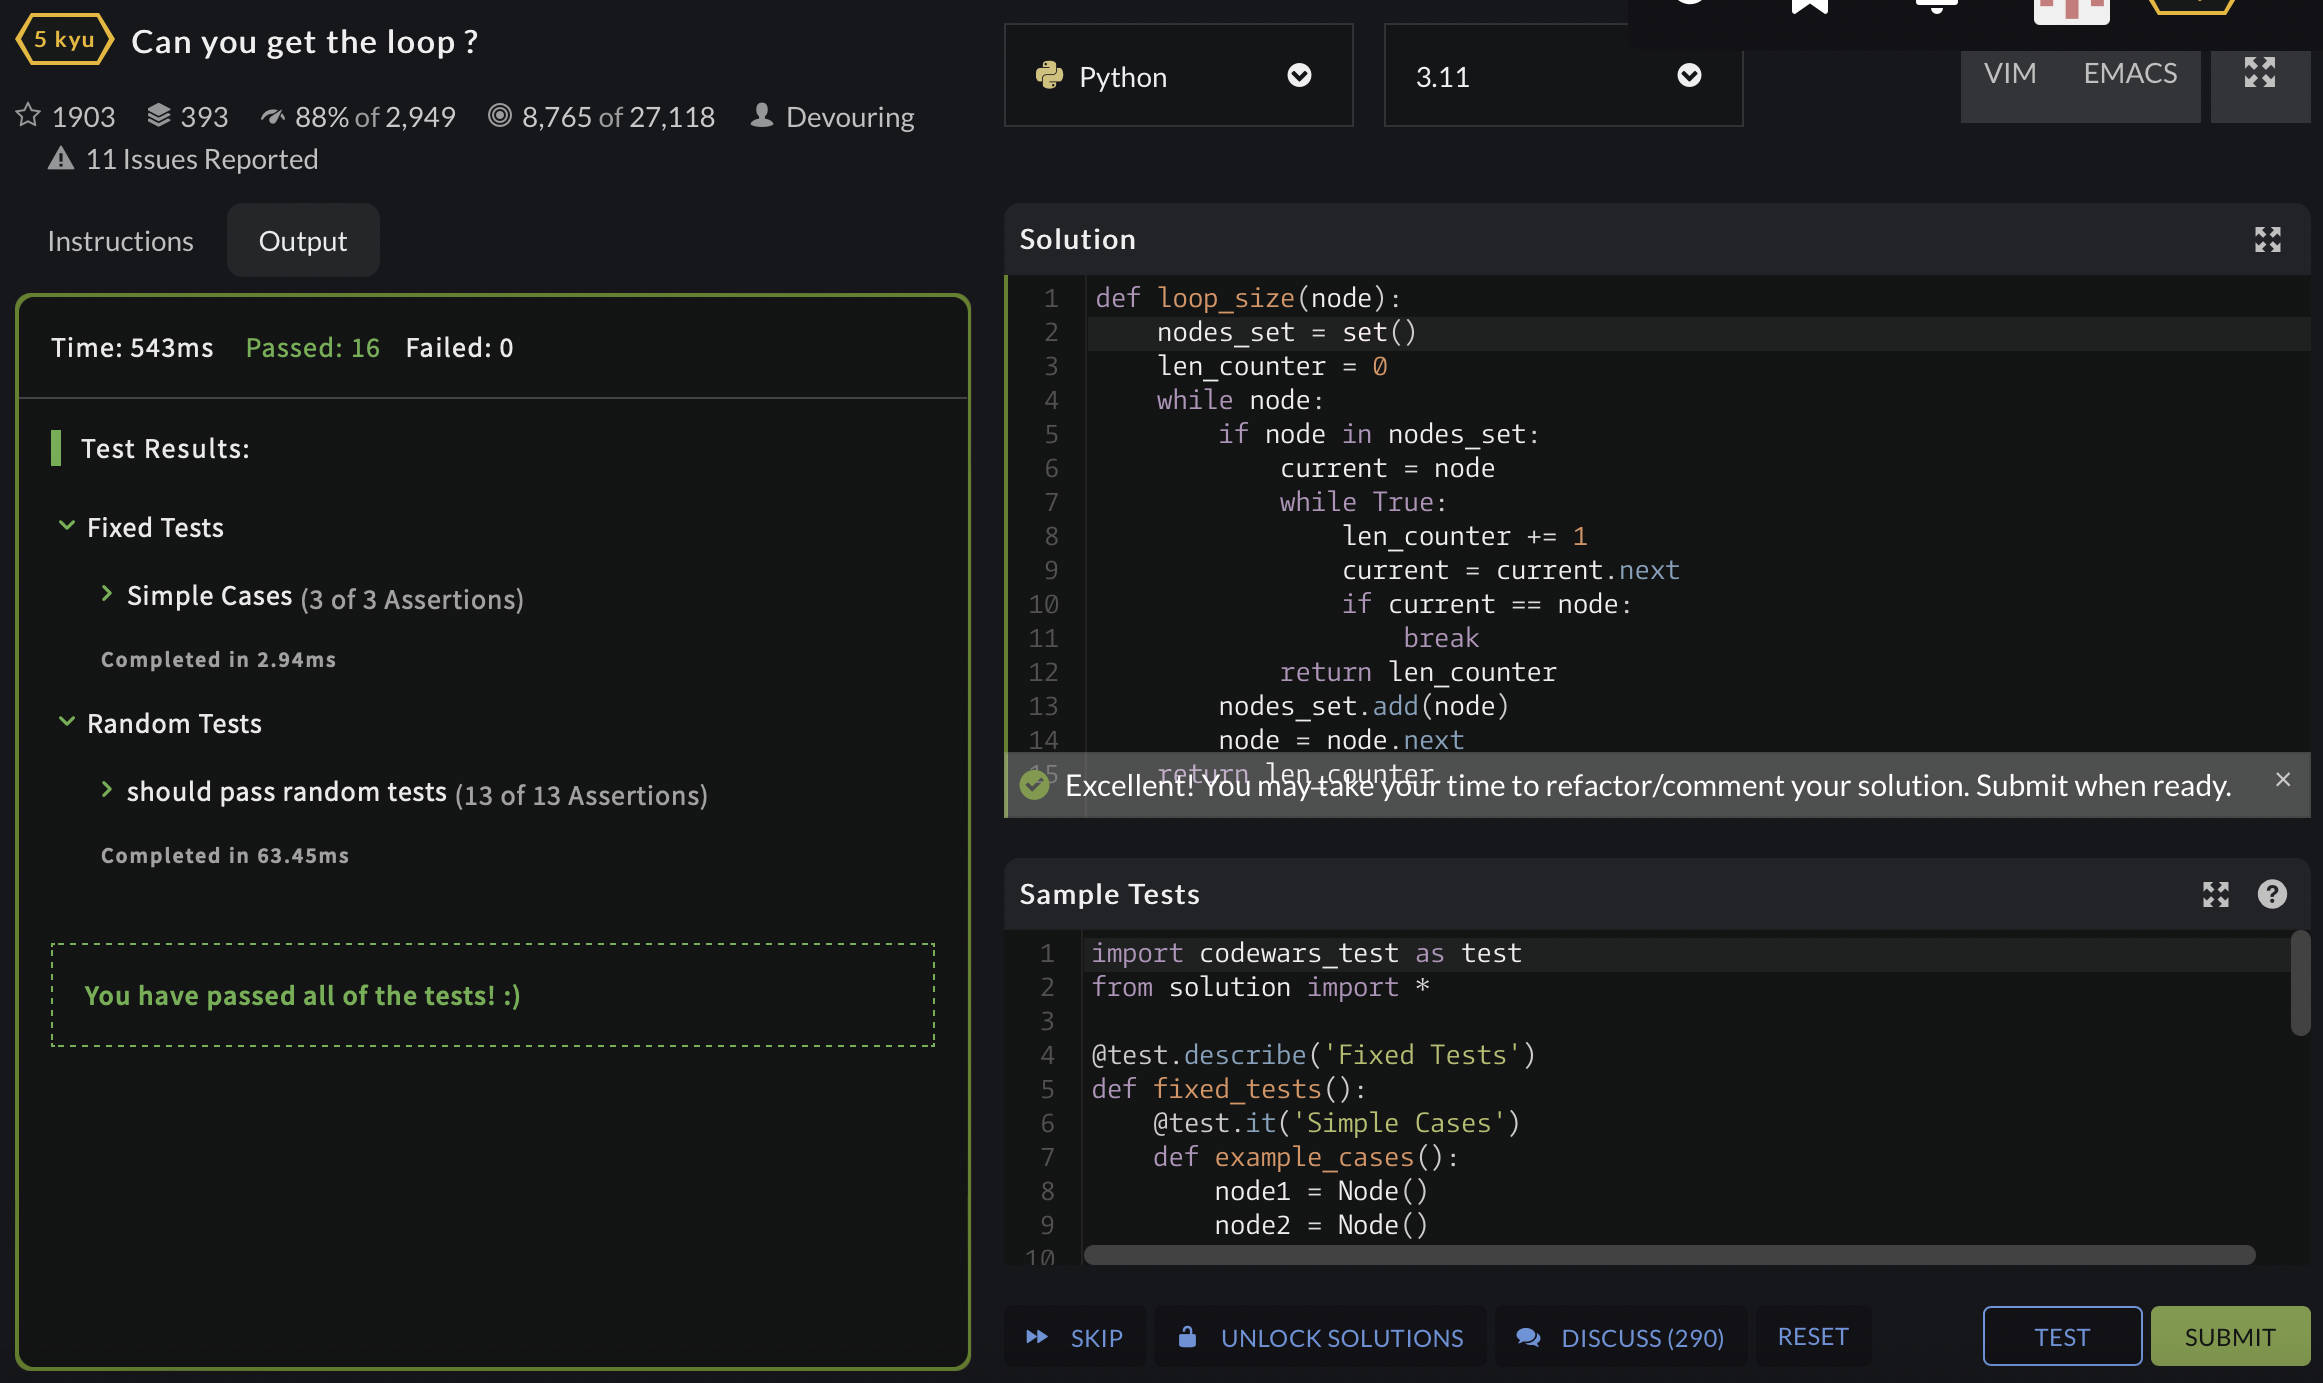 5 kyu Can you get the loop ?
1903 393 88% of 2,949 8,765 of 27,118 Devouring
11 Issues Reported
Instructions Output
Time: 543ms Passed: 16 Failed: 0
Test Results:
Fixed Tests
Simple Cases (3 of 3 Assertions)
Completed in 2.94ms
Random Tests
should pass random tests (13 of 13 Assertions)
Completed in 63.45ms
You have passed all of the tests! :)
Python 3.11 VIM EMACS
Solution
1 def loop_size(node):
2     nodes_set = set()
3     len_counter = 0
4     while node:
5         if node in nodes_set:
6             current = node
7             while True:
8                 len_counter += 1
9                 current = current.next
10                 if current == node:
11                     break
12             return len_counter
13         nodes_set.add(node)
14         node = node.next
15     return len_counter
Excellent! You may take your time to refactor/comment your solution. Submit when ready. ×
Sample Tests
1 import codewars_test as test
2 from solution import *
3
4 @test.describe('Fixed Tests')
5 def fixed_tests():
6     @test.it('Simple Cases')
7     def example_cases():
8         node1 = Node()
9         node2 = Node()
10
SKIP UNLOCK SOLUTIONS DISCUSS (290) RESET TEST SUBMIT